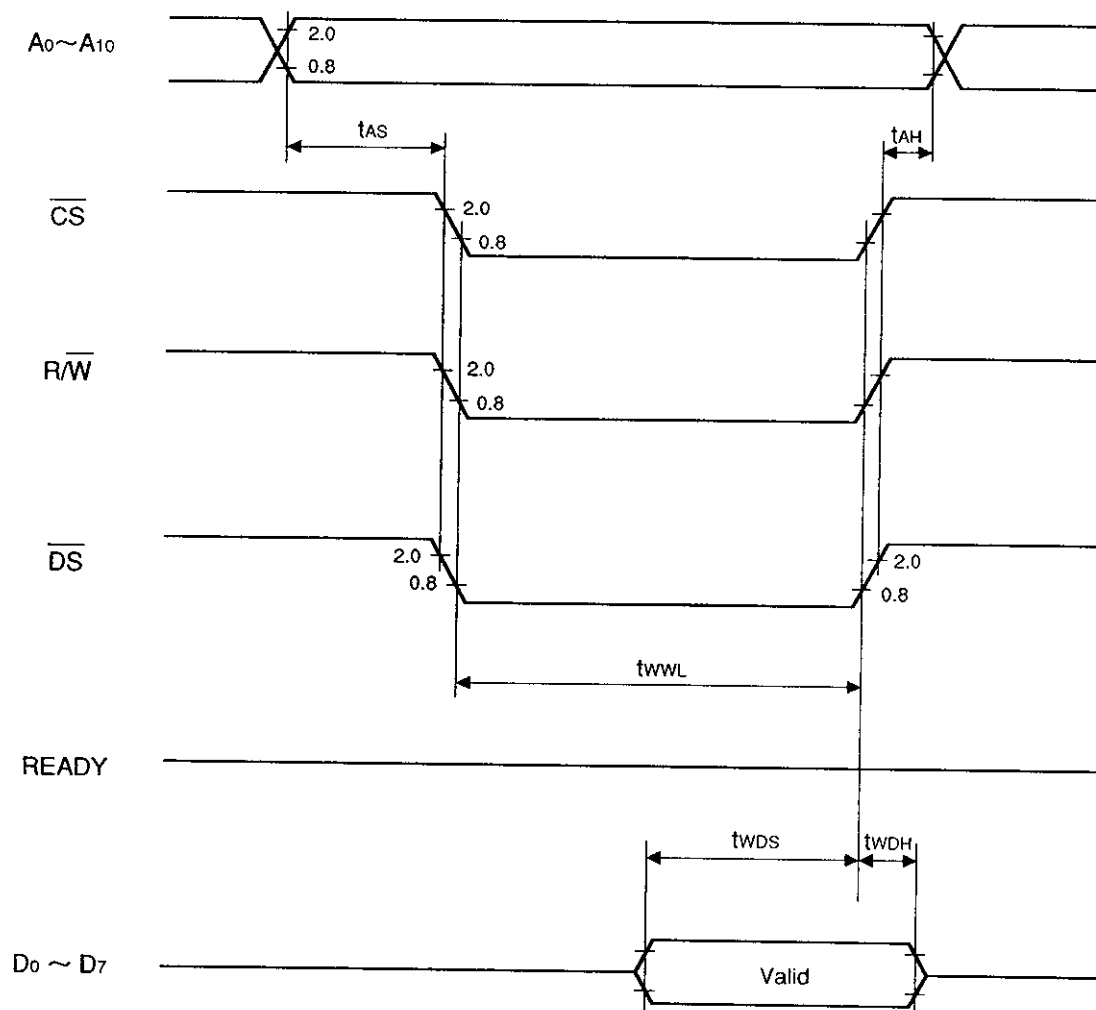 A0~A10
2.0
0.8
tAS
tAH
CS
2.0
0.8
R/W
2.0
0.8
DS
2.0
0.8
2.0
0.8
tWWL
READY
tWDS
tWDH
D0 ~ D7
Valid